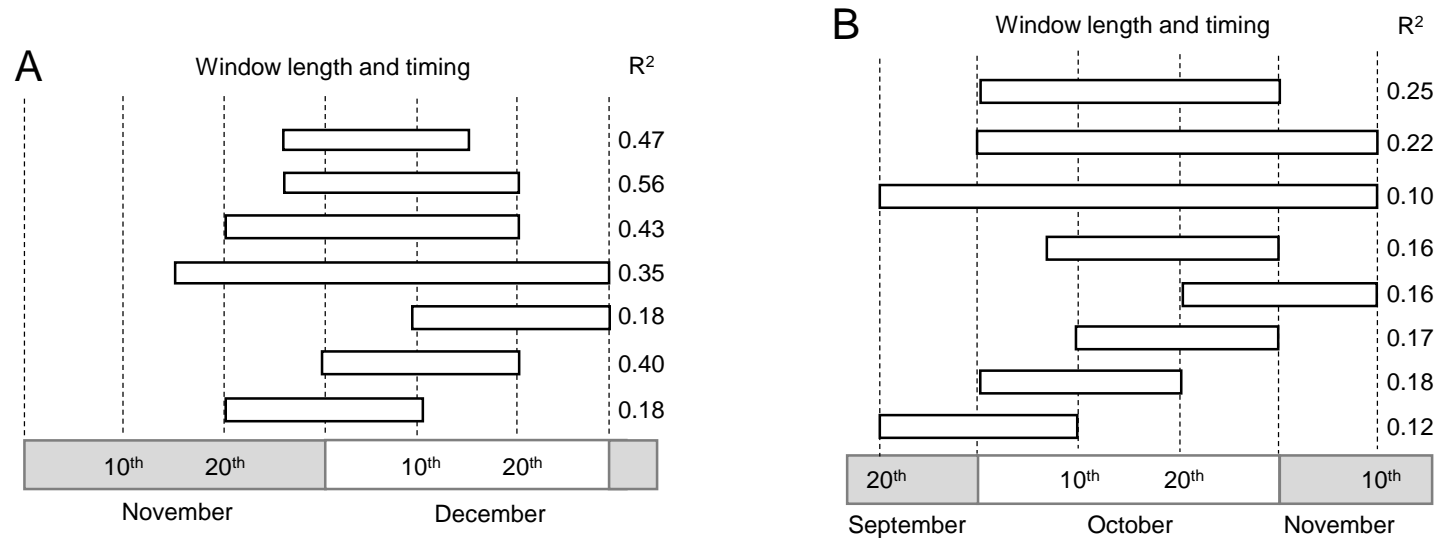 A
Window length and timing R²
0.47
0.56
0.43
0.35
0.18
0.40
0.18
10th 20th 10th 20th
November December
B
Window length and timing R²
0.25
0.22
0.10
0.16
0.16
0.17
0.18
0.12
20th 10th 20th 10th
September October November